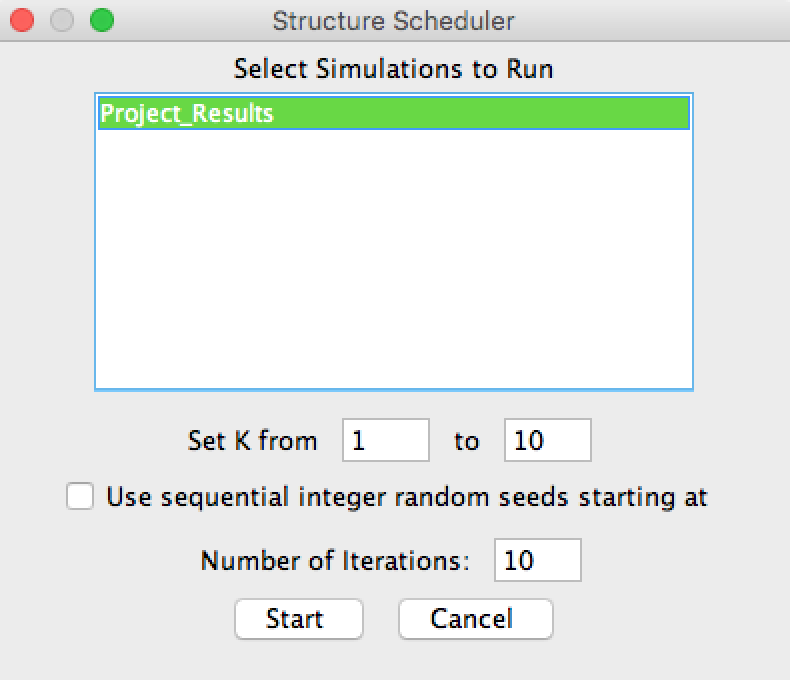 Structure Scheduler
Select Simulations to Run
Project_Results
Set K from 1 to 10
Use sequential integer random seeds starting at
Number of Iterations: 10
Start Cancel